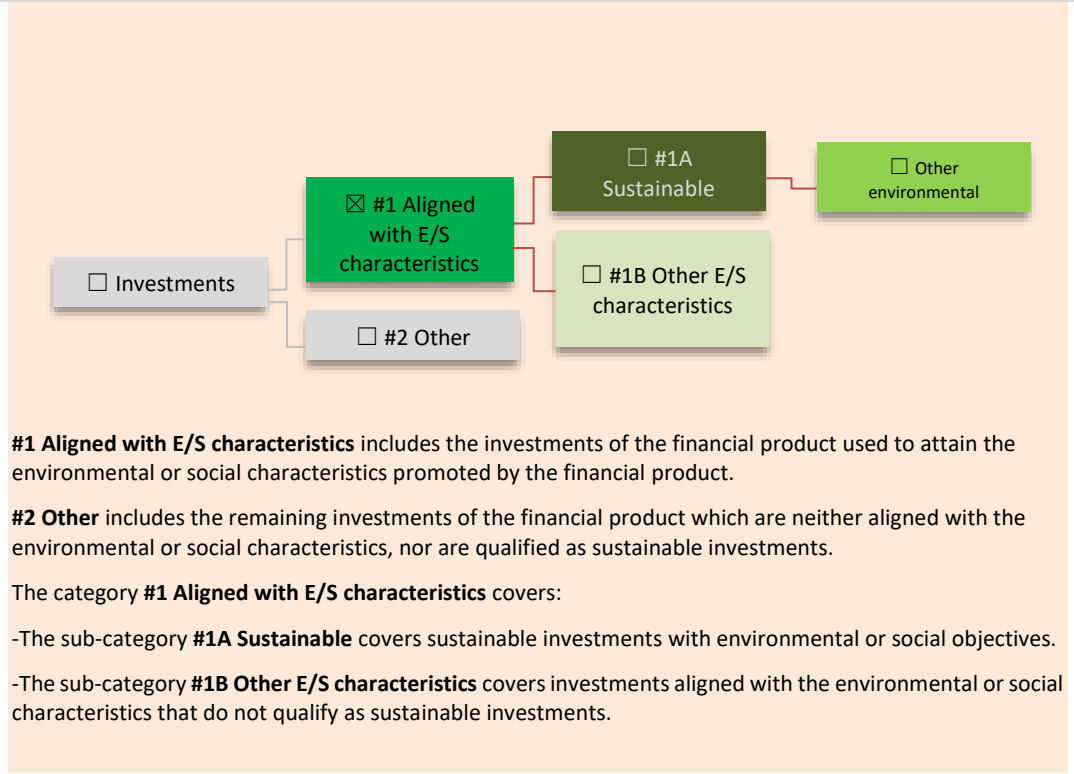 ☐ #1A
Sustainable
☐ Other
environmental
☒ #1 Aligned
with E/S
characteristics
☐ Investments
☐ #1B Other E/S
characteristics
☐ #2 Other
#1 Aligned with E/S characteristics includes the investments of the financial product used to attain the
environmental or social characteristics promoted by the financial product.
#2 Other includes the remaining investments of the financial product which are neither aligned with the
environmental or social characteristics, nor are qualified as sustainable investments.
The category #1 Aligned with E/S characteristics covers:
-The sub-category #1A Sustainable covers sustainable investments with environmental or social objectives.
-The sub-category #1B Other E/S characteristics covers investments aligned with the environmental or social
characteristics that do not qualify as sustainable investments.